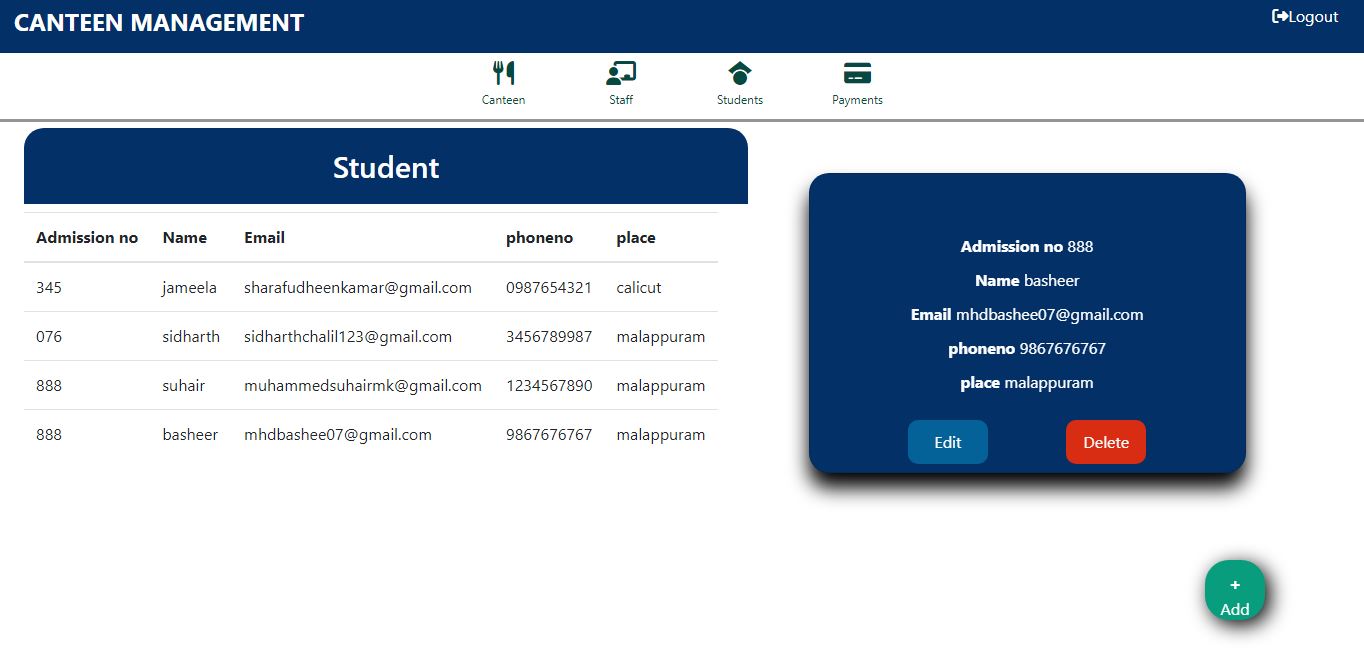 CANTEEN MANAGEMENT
Logout
Canteen Staff Students Payments
Student
Admission no Name Email phoneno place
345 jameela sharafudheenkamar@gmail.com 0987654321 calicut
076 sidharth sidharthchalil123@gmail.com 3456789987 malappuram
888 suhair muhammedsuhairmk@gmail.com 1234567890 malappuram
888 basheer mhdbashee07@gmail.com 9867676767 malappuram
Admission no 888
Name basheer
Email mhdbashee07@gmail.com
phoneno 9867676767
place malappuram
Edit Delete
+
Add